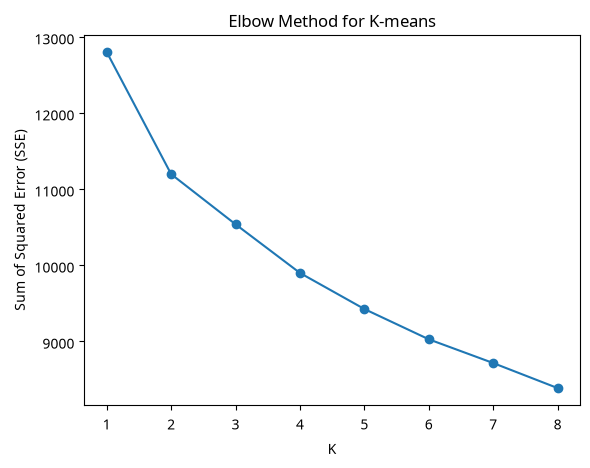 Elbow Method for K-means
Sum of Squared Error (SSE)
13000
12000
11000
10000
9000
1 2 3 4 5 6 7 8
K